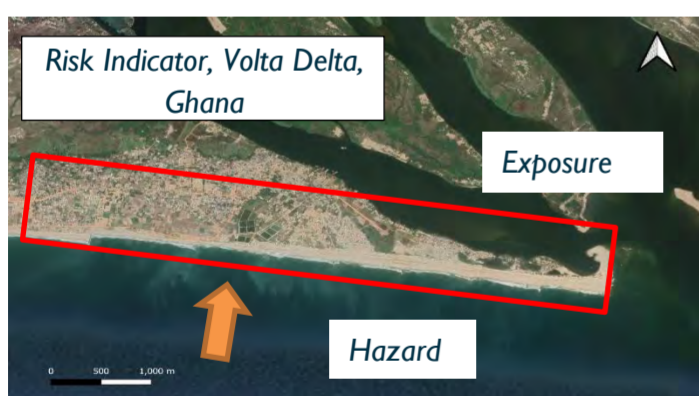 Risk Indicator, Volta Delta,
Ghana
Exposure
Hazard
0 500 1,000 m